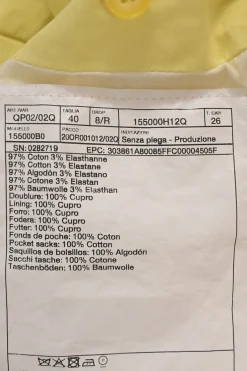 ART./VAR. TAGLIA DROP T. CAP.
QP02/02Q 40 8/R 155000H12Q 26
MODELLO PACCO INDICAZIONI
155000B0 20OR001012/02Q Senza piega - Produzione
SN: 0282719 EPC: 303861A80085FFC00004505F
97% Coton 3% Elasthanne
97% Cotton 3% Elastane
97% Algodón 3% Elastano
97% Cotone 3% Elastan
97% Baumwolle 3% Elasthan
Doublure: 100% Cupro
Lining: 100% Cupro
Forro: 100% Cupro
Fodera: 100% Cupro
Futter: 100% Cupro
Fonds de poche: 100% Coton
Pocket sacks: 100% Cotton
Saquillos de bolsillos: 100% Algodón
Sacchi tasche: 100% Cotone
Taschenböden: 100% Baumwolle